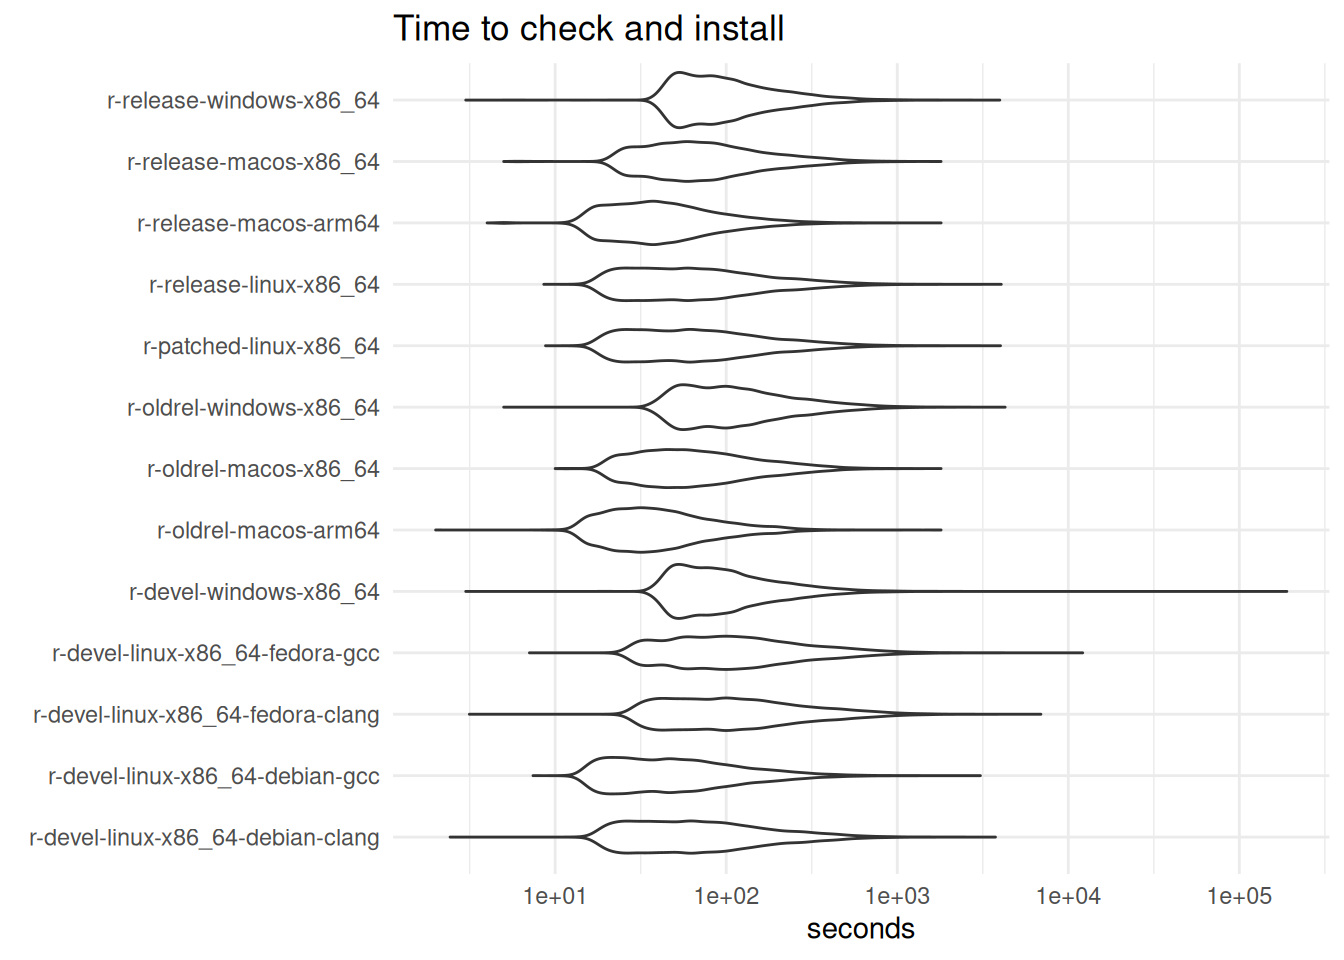 Time to check and install
r-release-windows-x86_64
r-release-macos-x86_64
r-release-macos-arm64
r-release-linux-x86_64
r-patched-linux-x86_64
r-oldrel-windows-x86_64
r-oldrel-macos-x86_64
r-oldrel-macos-arm64
r-devel-windows-x86_64
r-devel-linux-x86_64-fedora-gcc
r-devel-linux-x86_64-fedora-clang
r-devel-linux-x86_64-debian-gcc
r-devel-linux-x86_64-debian-clang
1e+01 1e+02 1e+03 1e+04 1e+05
seconds